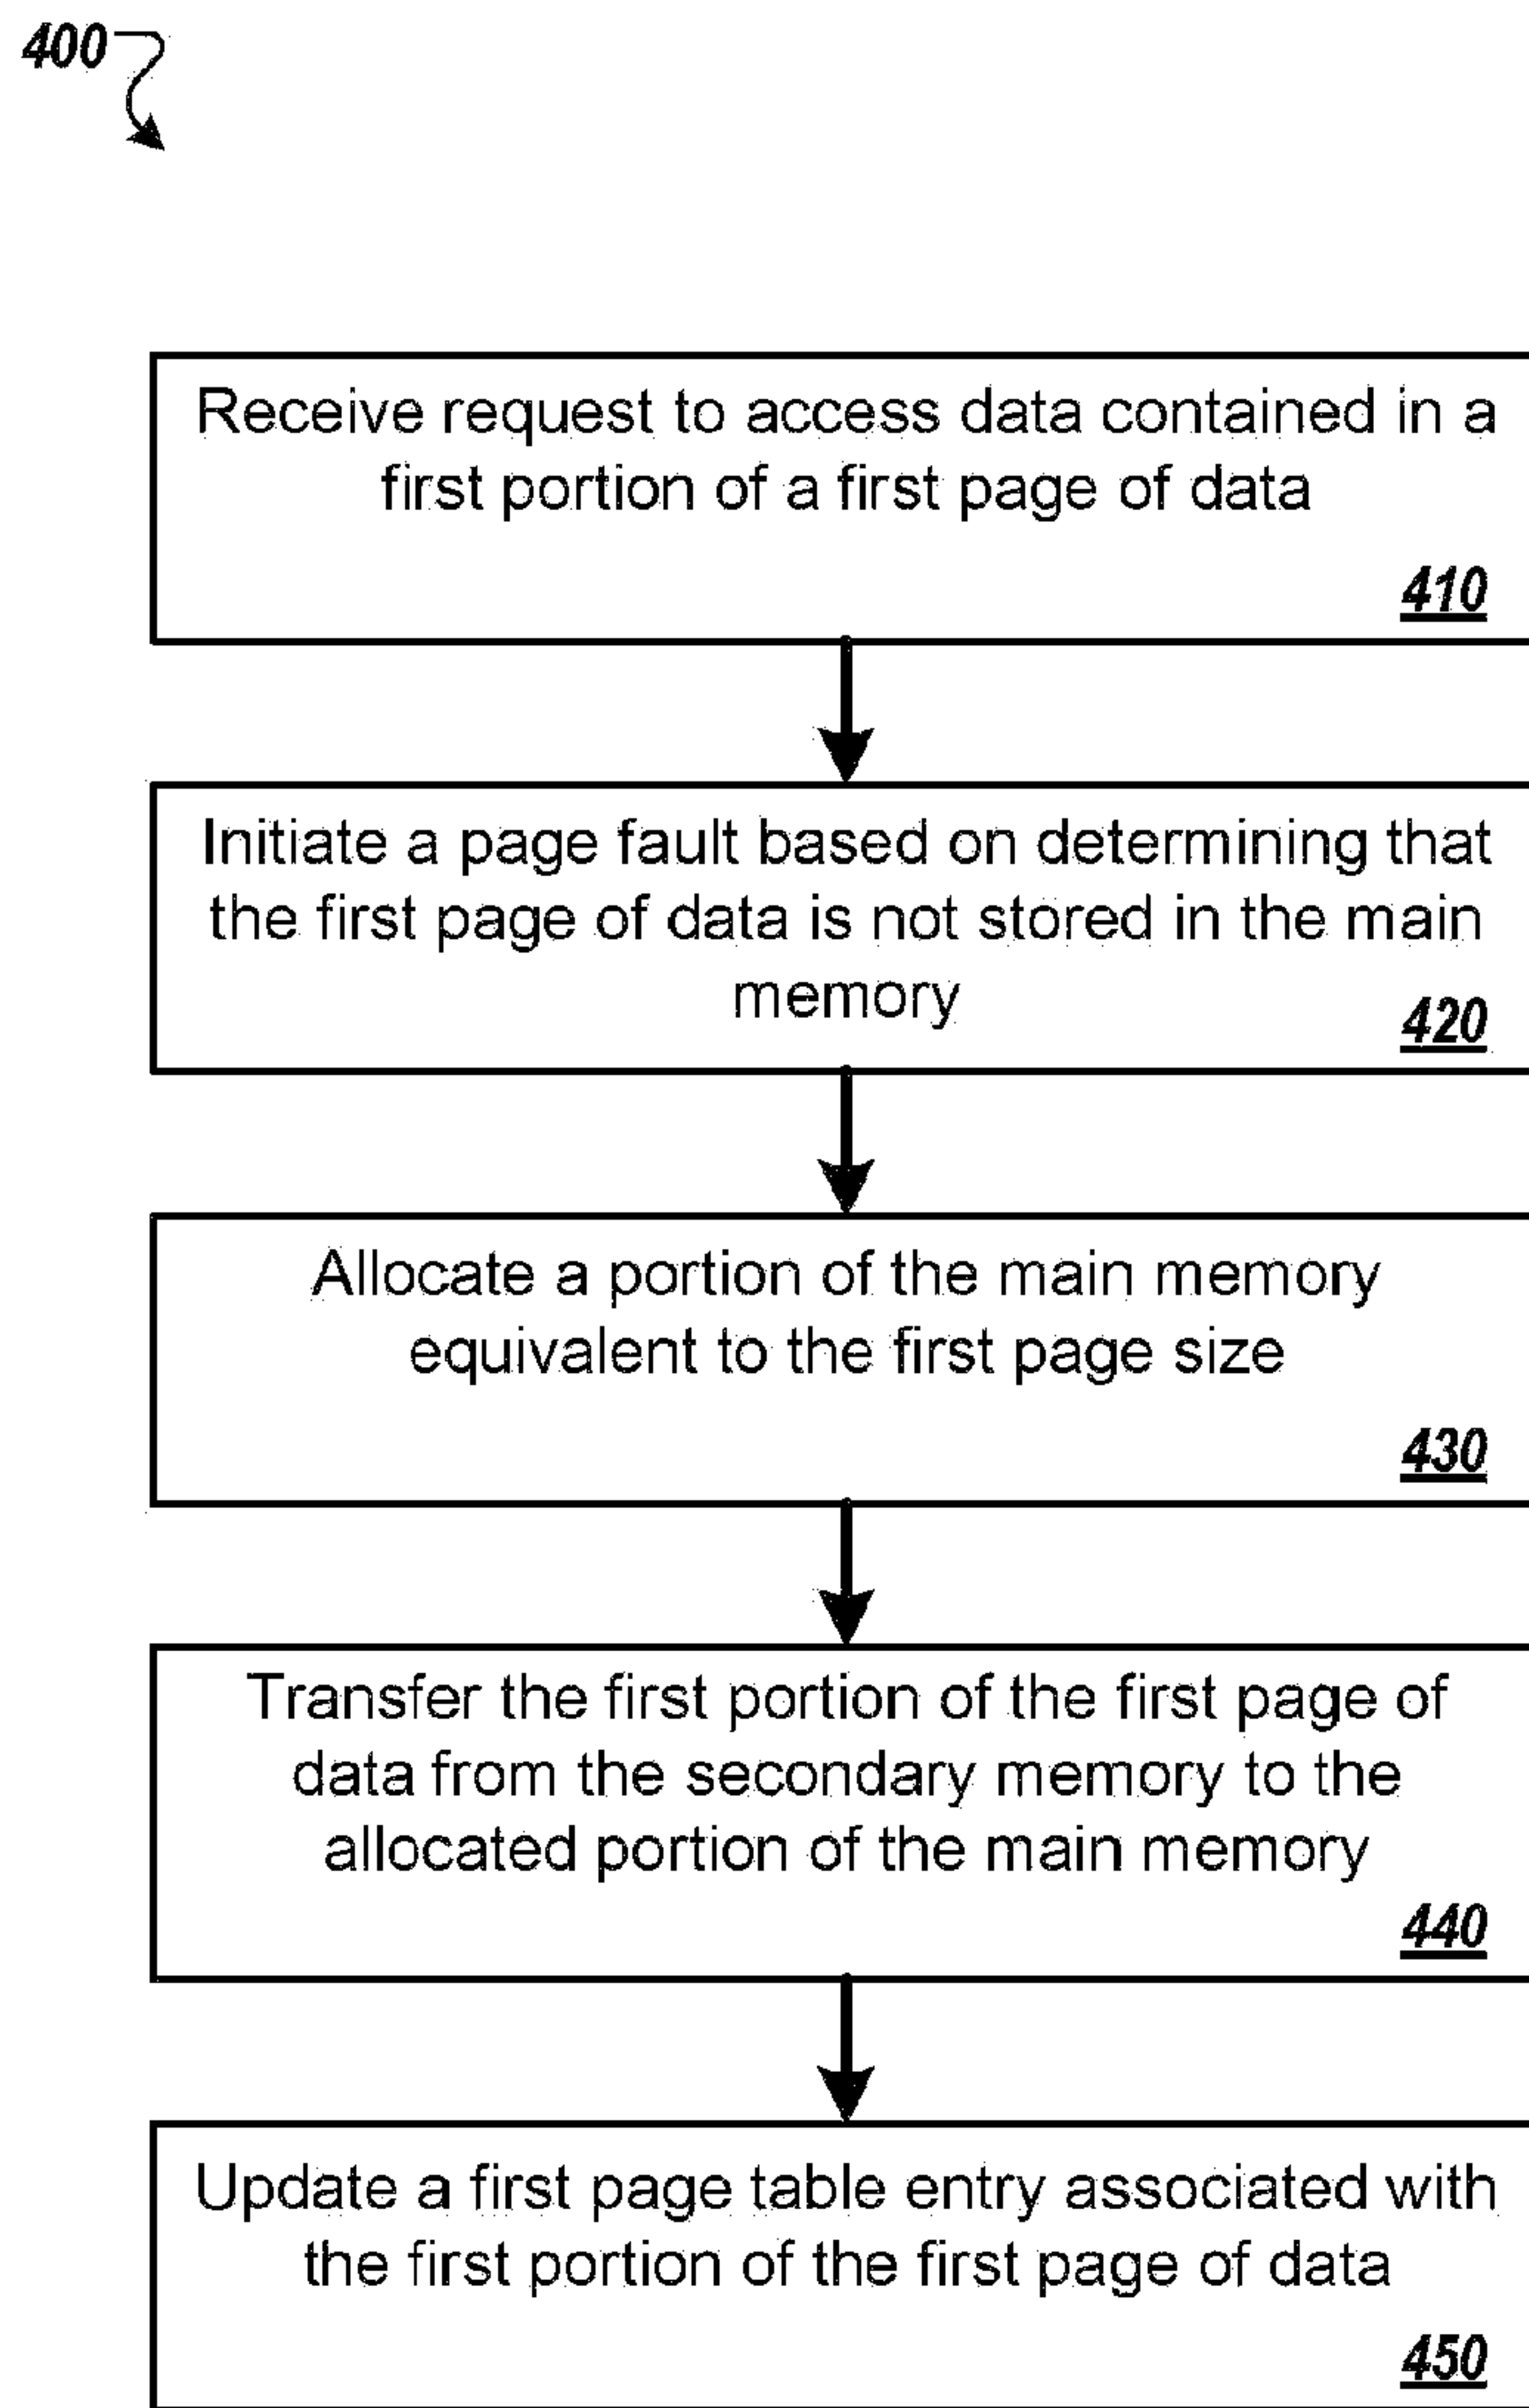 400
Receive request to access data contained in a
first portion of a first page of data
410
Initiate a page fault based on determining that
the first page of data is not stored in the main
memory
420
Allocate a portion of the main memory
equivalent to the first page size
430
Transfer the first portion of the first page of
data from the secondary memory to the
allocated portion of the main memory
440
Update a first page table entry associated with
the first portion of the first page of data
450